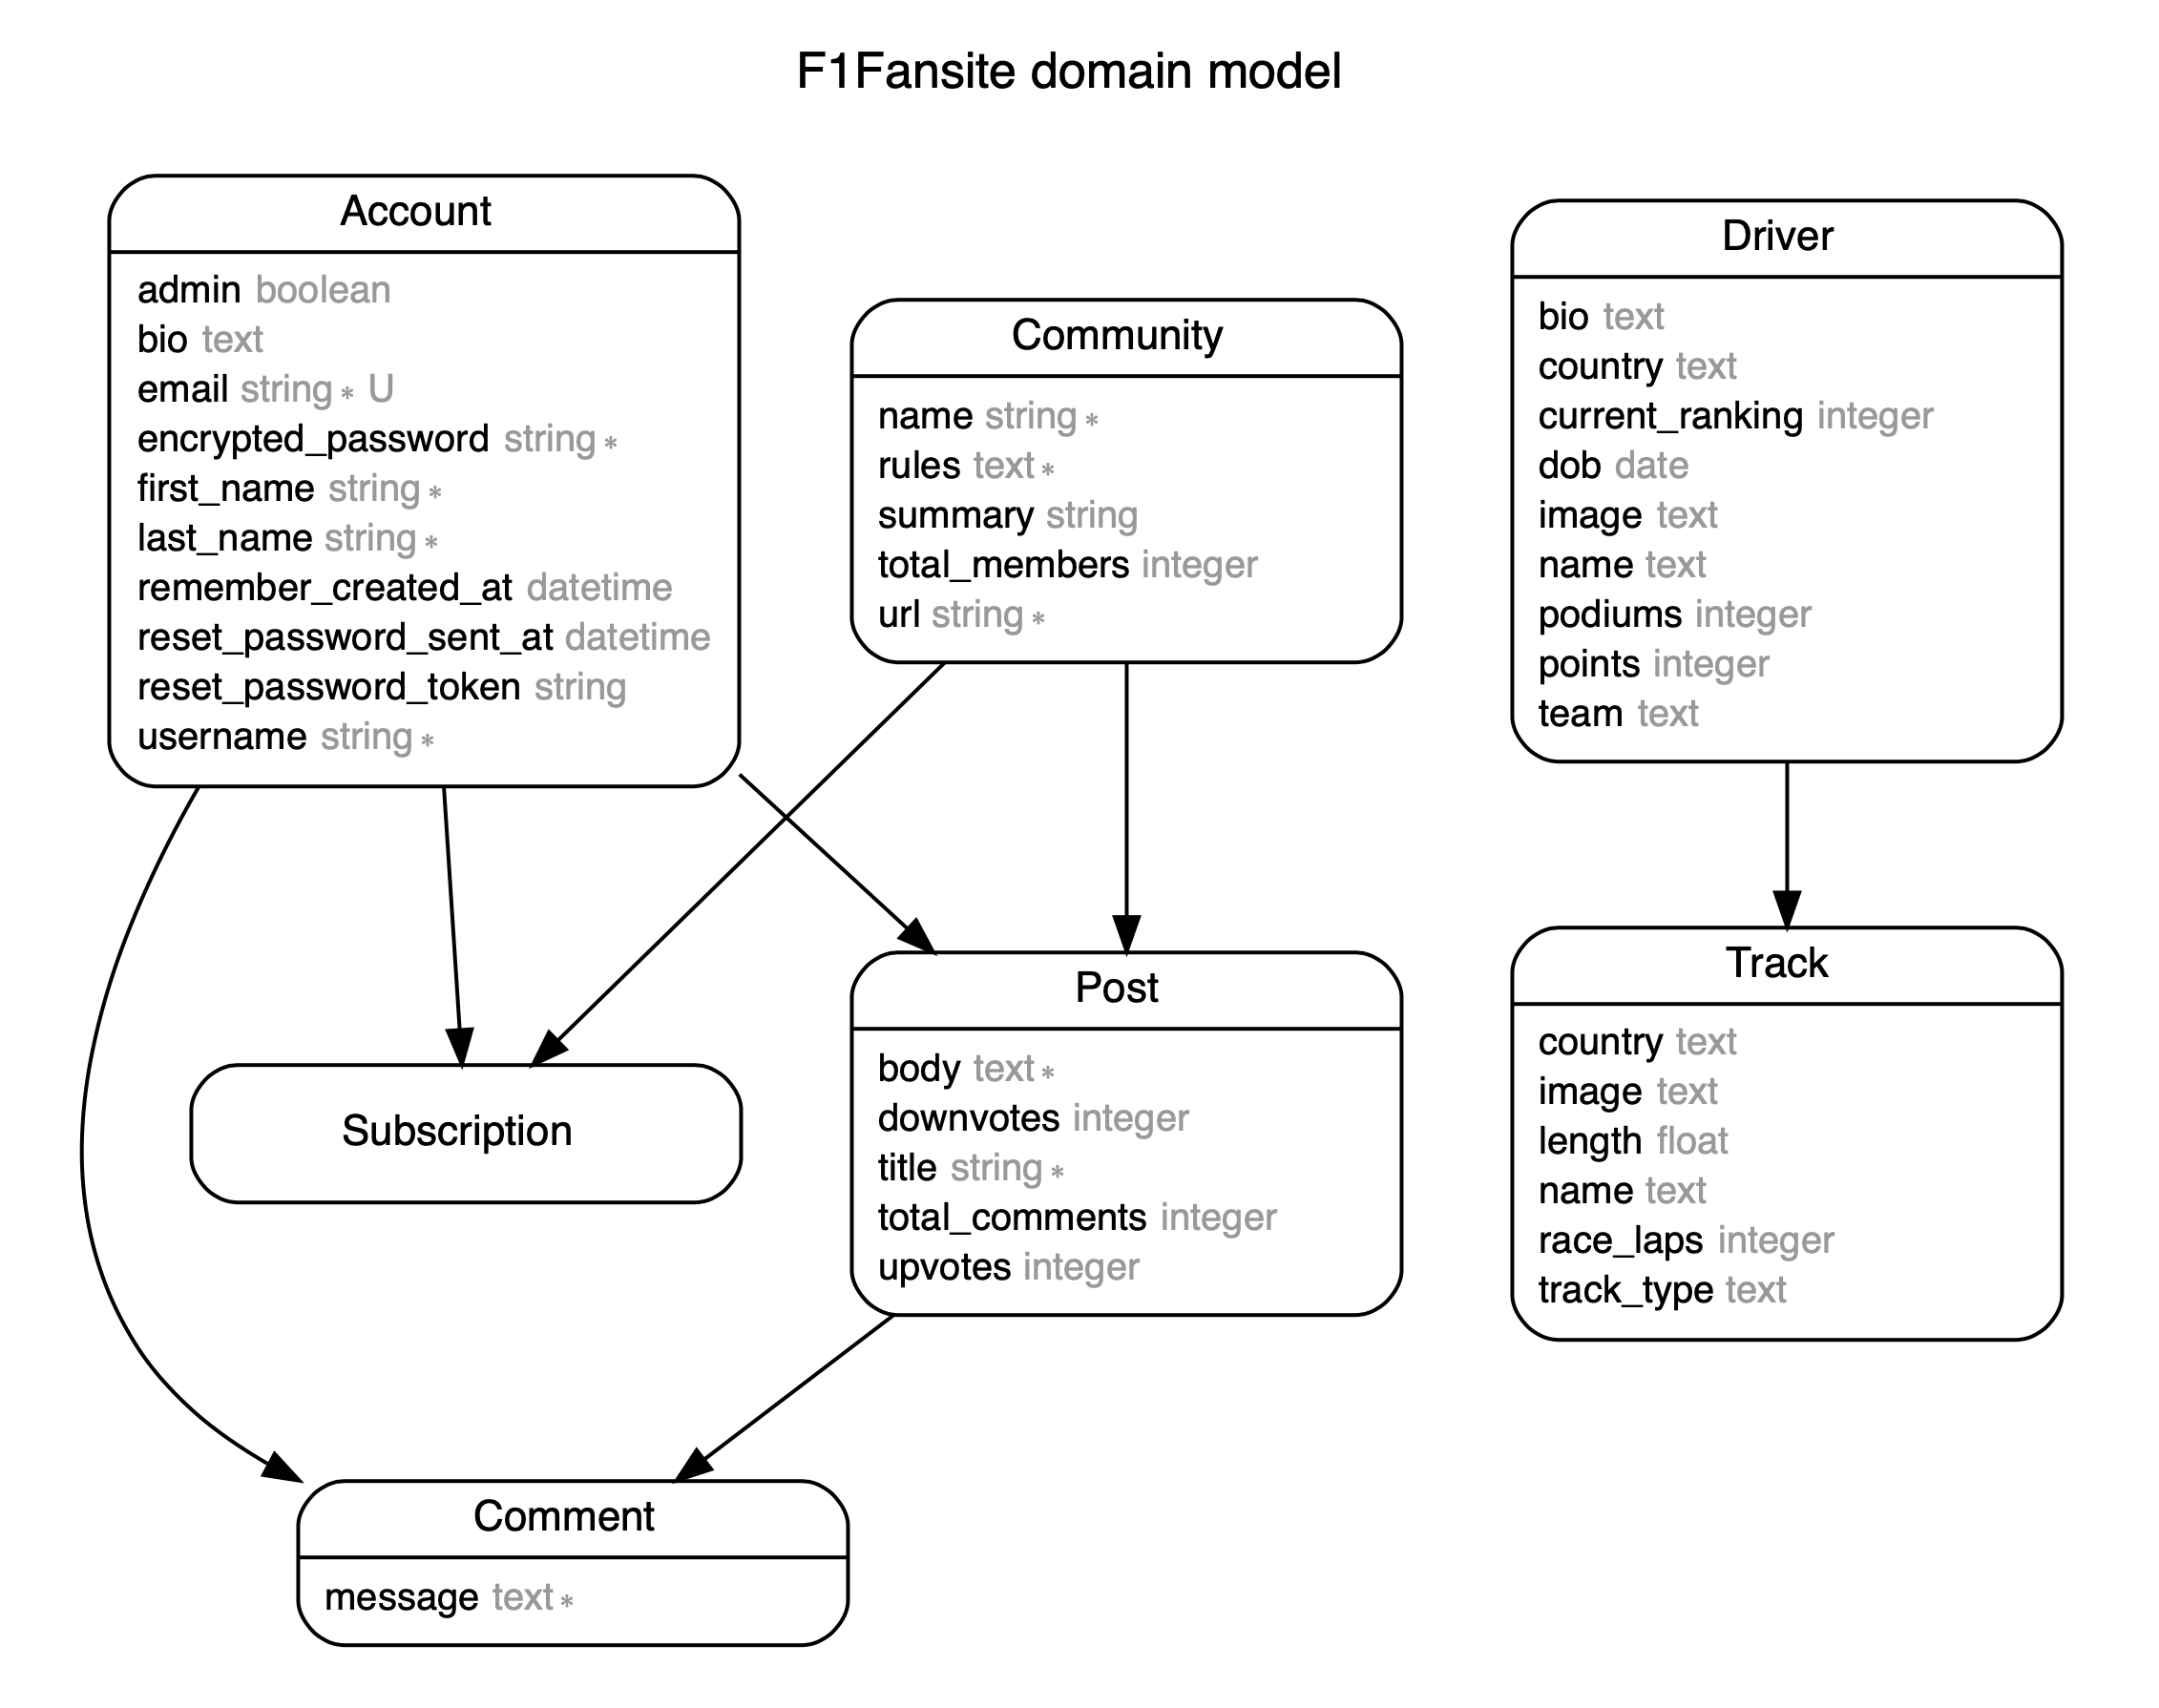 F1Fansite domain model
Account
admin boolean
bio text
email string * U
encrypted_password string *
first_name string *
last_name string *
remember_created_at datetime
reset_password_sent_at datetime
reset_password_token string
username string *
Community
name string *
rules text *
summary string
total_members integer
url string *
Driver
bio text
country text
current_ranking integer
dob date
image text
name text
podiums integer
points integer
team text
Subscription
Post
body text *
downvotes integer
title string *
total_comments integer
upvotes integer
Track
country text
image text
length float
name text
race_laps integer
track_type text
Comment
message text *